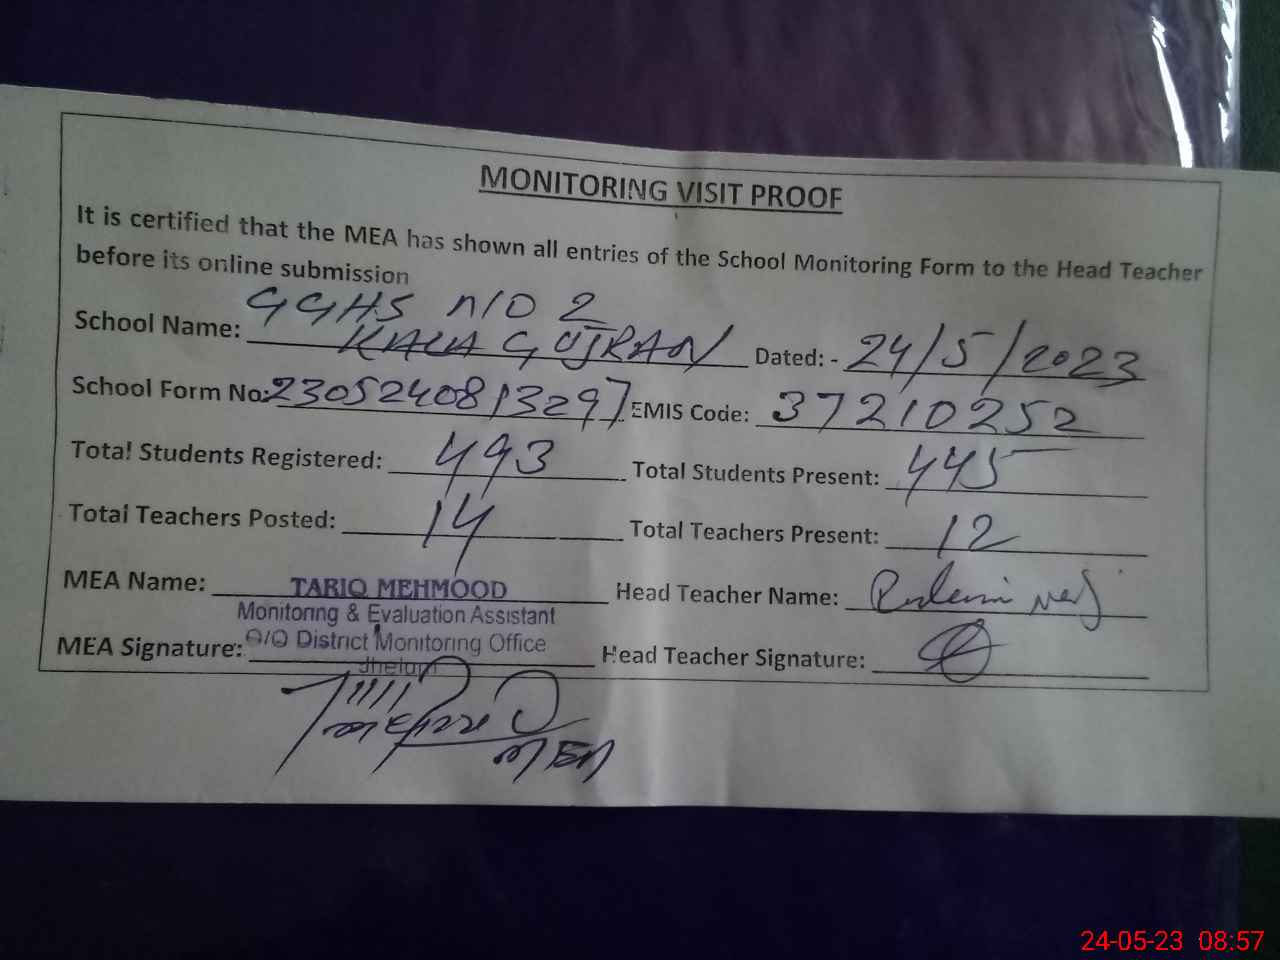 MONITORING VISIT PROOF
It is certified that the MEA has shown all entries of the School Monitoring Form to the Head Teacher
before its online submission
GGHS N/O 2
School Name: KALA GUJRAN Dated: - 24/5/2023
School Form No: 2305240813297 EMIS Code: 37210252
Total Students Registered: 493 Total Students Present: 445
Total Teachers Posted: 14 Total Teachers Present: 12
MEA Name: TARIQ MEHMOOD Head Teacher Name:
Monitoring & Evaluation Assistant
MEA Signature: O/O District Monitoring Office Head Teacher Signature:
Jhelum
MEA
24-05-23 08:57